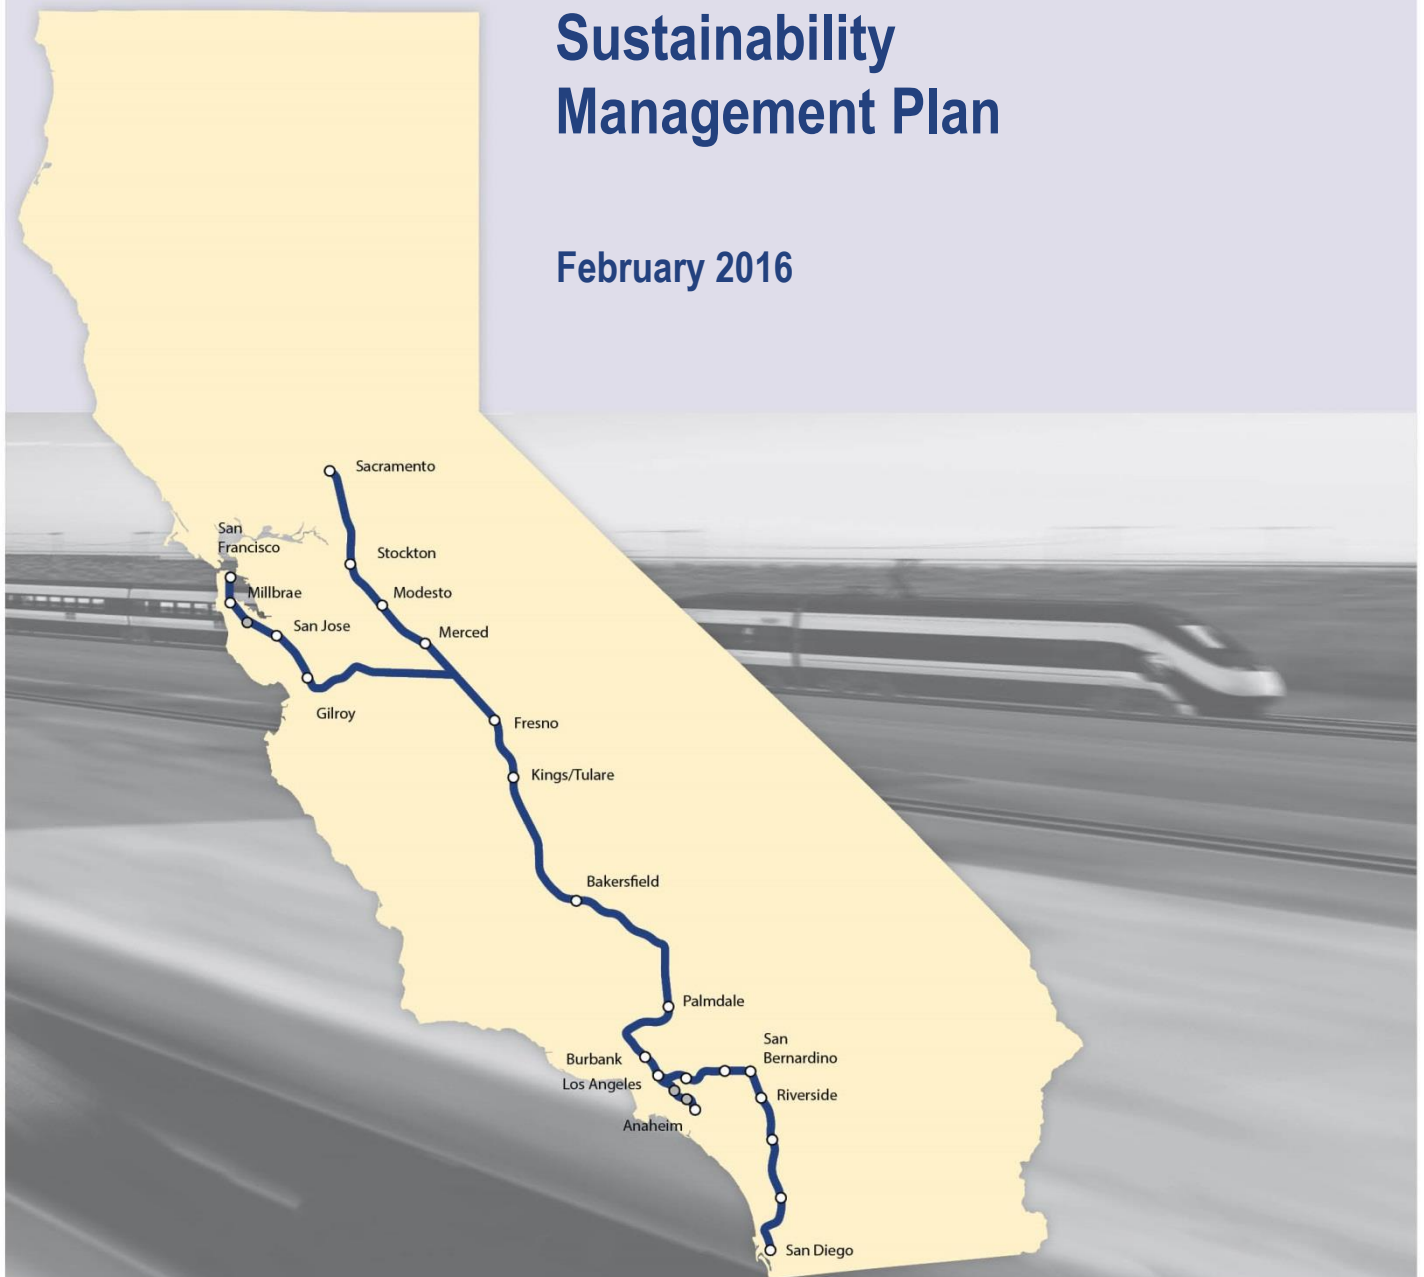 Sustainability
Management Plan
February 2016
Sacramento
San
Francisco
Stockton
Millbrae
Modesto
San Jose
Merced
Gilroy
Fresno
Kings/Tulare
Bakersfield
Palmdale
San
Bernardino
Burbank
Los Angeles
Riverside
Anaheim
San Diego